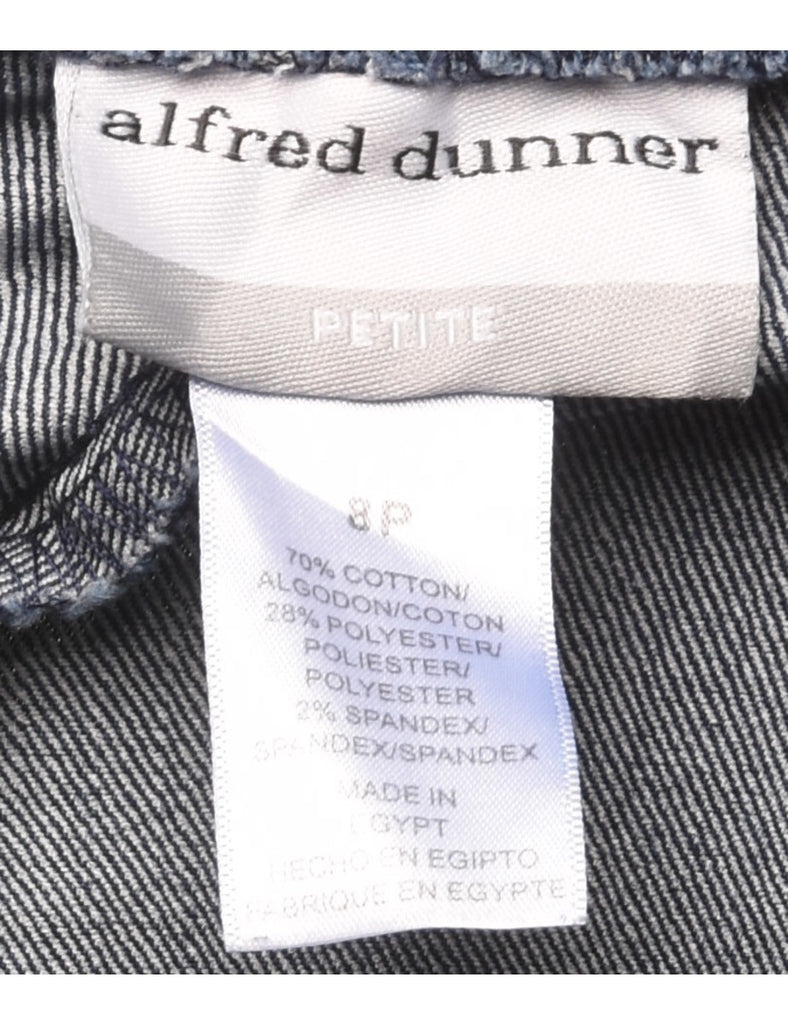 alfred dunner
PETITE
8P
70% COTTON/
ALGODON/COTON
28% POLYESTER/
POLIESTER/
POLYESTER
2% SPANDEX/
SPANDEX/SPANDEX
MADE IN
EGYPT
HECHO EN EGIPTO
FABRIQUE EN EGYPTE